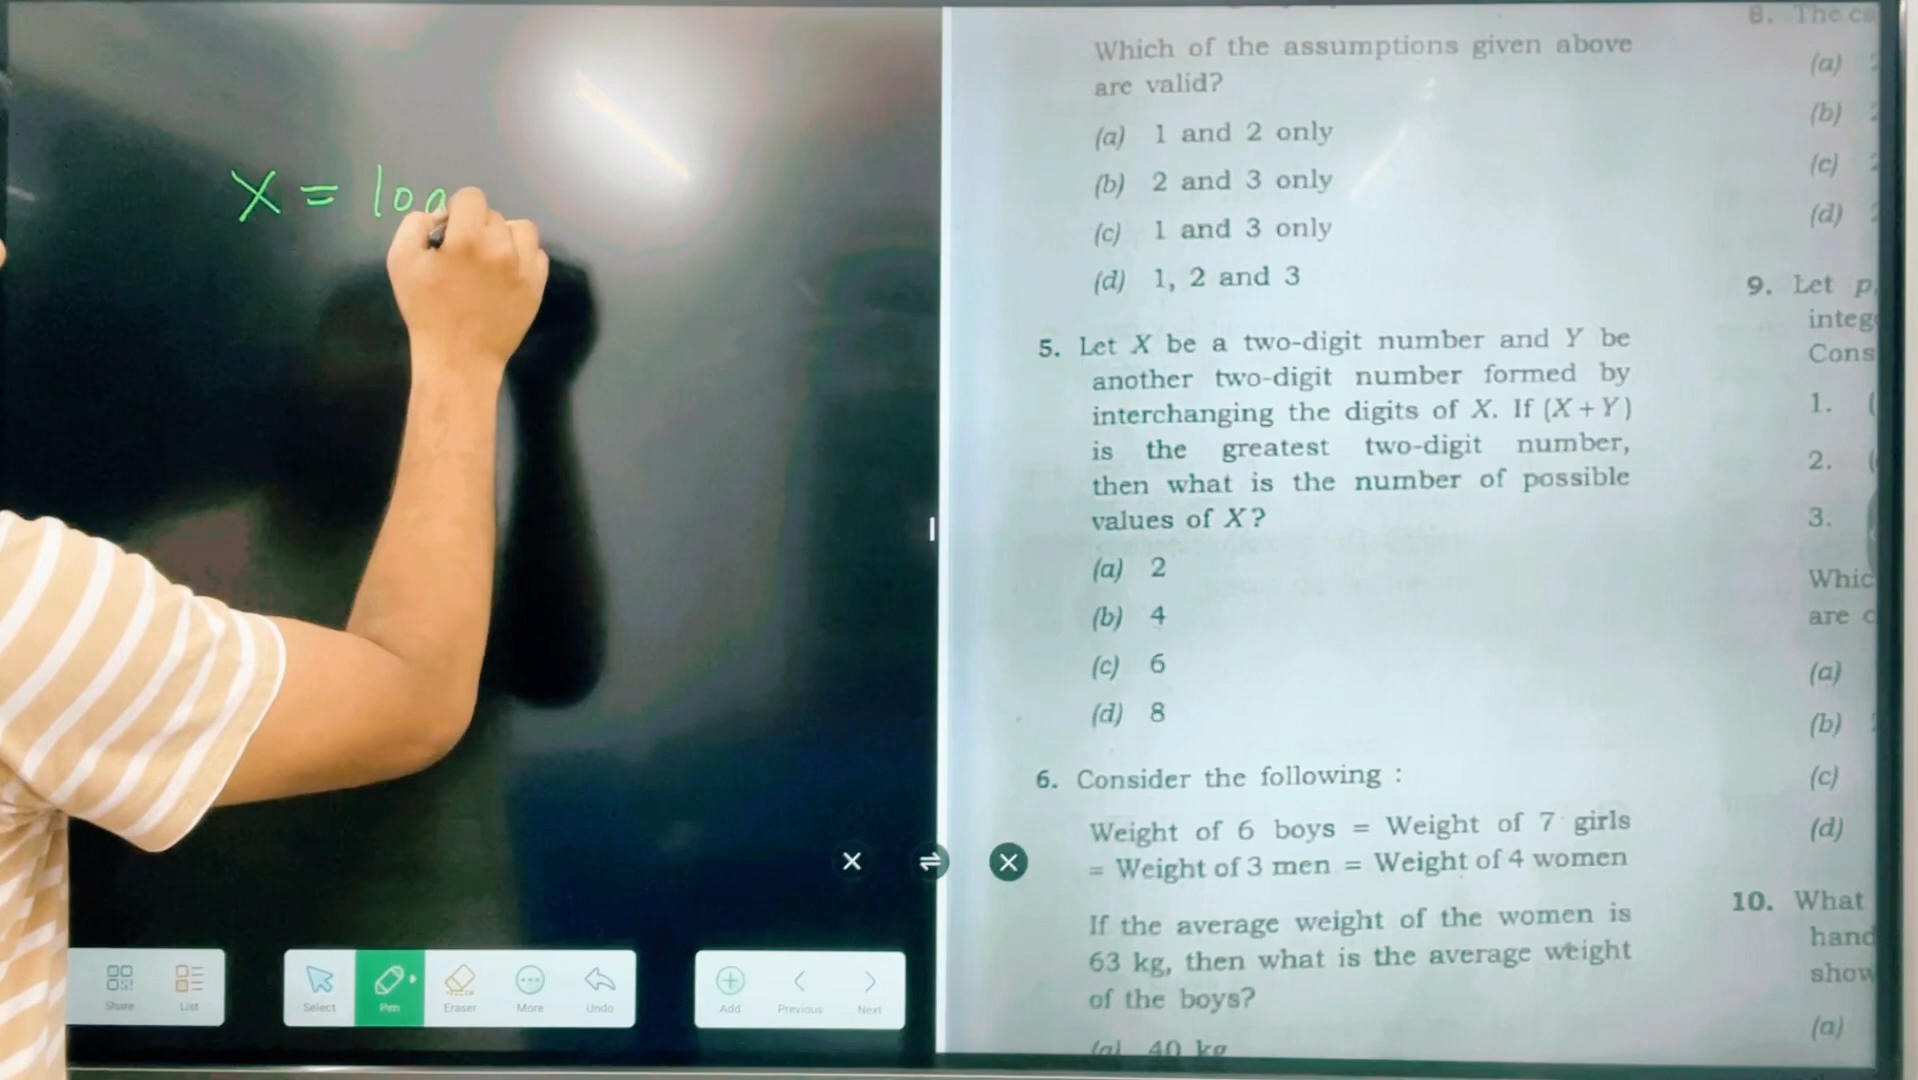 X = 10a
Which of the assumptions given above
are valid?
(a) 1 and 2 only
(b) 2 and 3 only
(c) 1 and 3 only
(d) 1, 2 and 3
5. Let X be a two-digit number and Y be
another two-digit number formed by
interchanging the digits of X. If (X + Y)
is the greatest two-digit number,
then what is the number of possible
values of X?
(a) 2
(b) 4
(c) 6
(d) 8
6. Consider the following :
Weight of 6 boys = Weight of 7 girls
= Weight of 3 men = Weight of 4 women
If the average weight of the women is
63 kg, then what is the average weight
of the boys?
(a) 40 kg
8. The
(a)
(b)
(c)
(d)
9. Let p,
Cons
1. (
2. (
3.
are
(a)
(b)
(c)
(d)
10. What
hand
show
(a)
Share
List
Select
Pen
Eraser
More
Undo
Add
Previous
Next